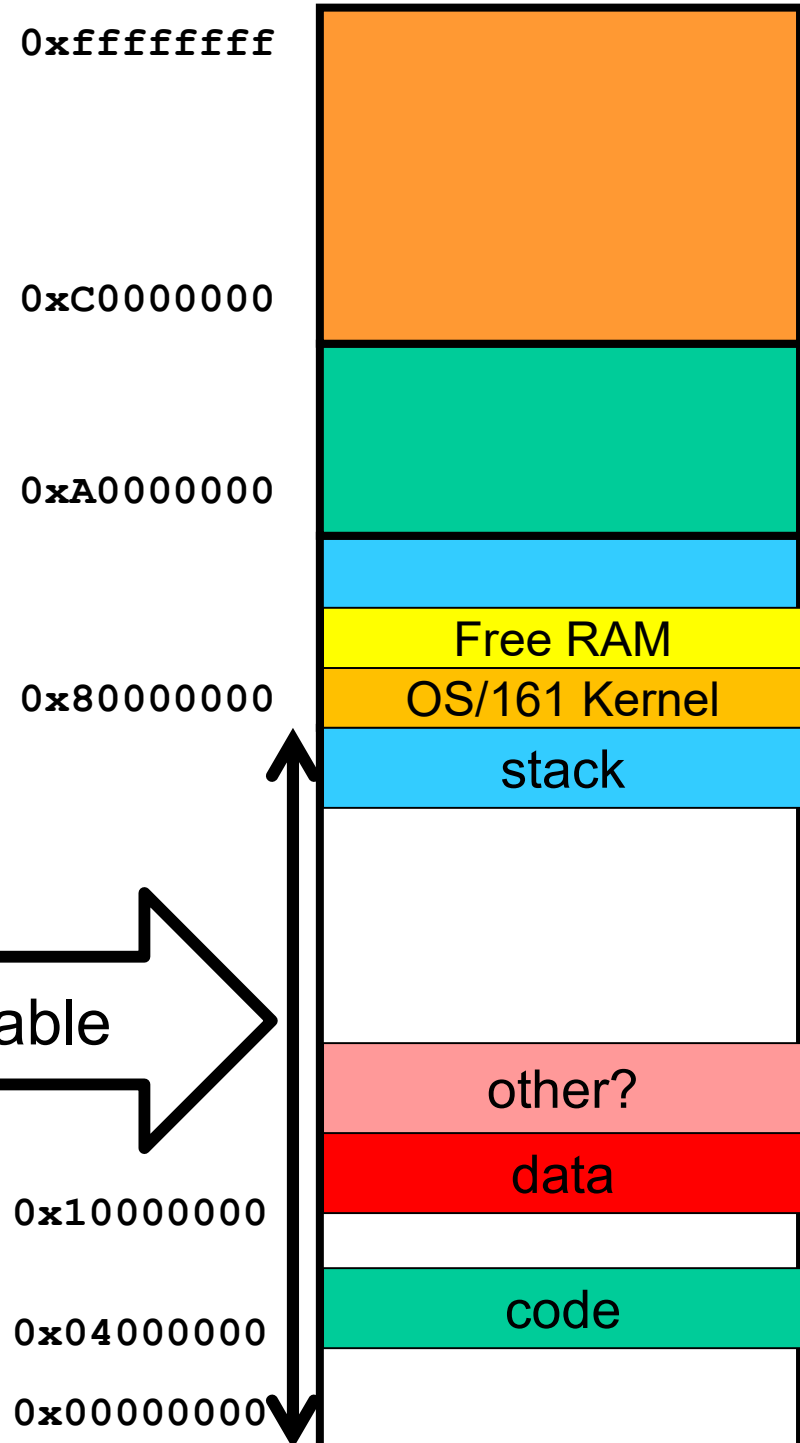 0xffffffff
0xC0000000
0xA0000000
Free RAM
0x80000000
OS/161 Kernel
stack
able
other?
data
0x10000000
code
0x04000000
0x00000000